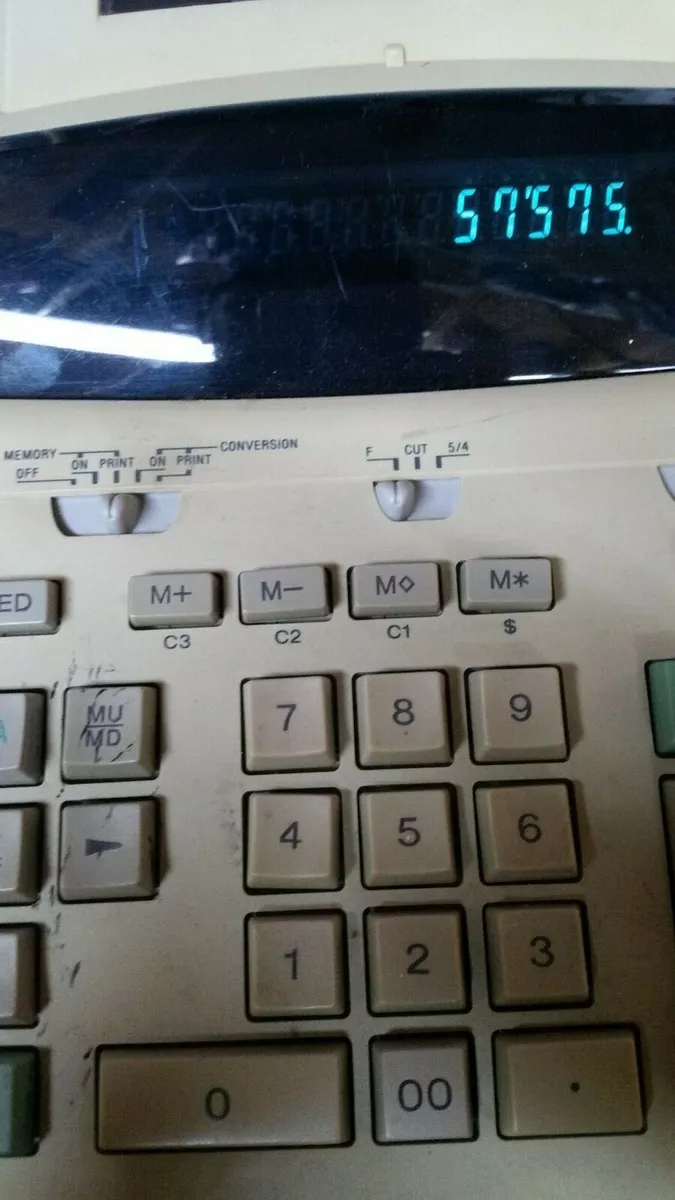 57'575.
MEMORY ON PRINT ON PRINT CONVERSION
OFF
F CUT 5/4
ED M+ M− M◇ M*
C3 C2 C1 $
MU 7 8 9
MD
4 5 6
1 2 3
0 00 .